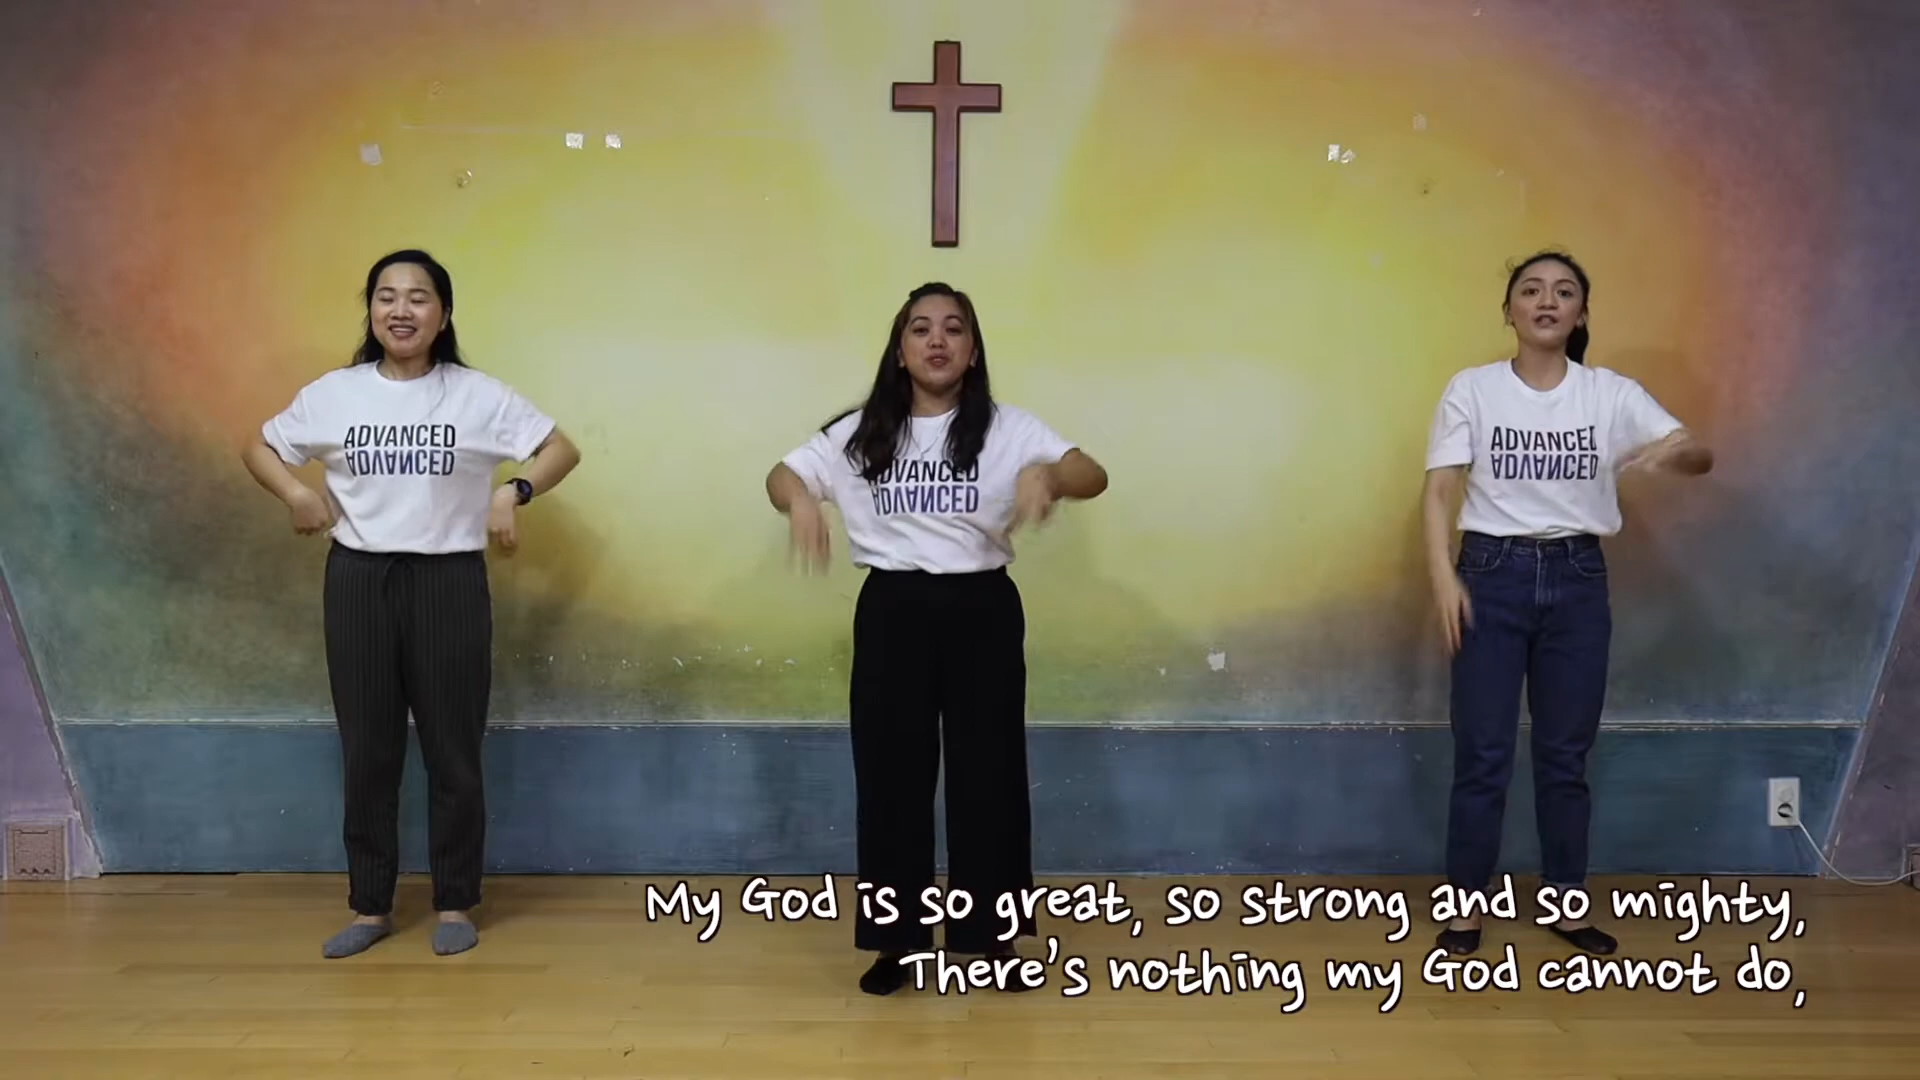 ADVANCED
ADVANCED
ADVANCED
ADVANCED
ADVANCED
ADVANCED
My God is so great, so strong and so mighty,
There's nothing my God cannot do,